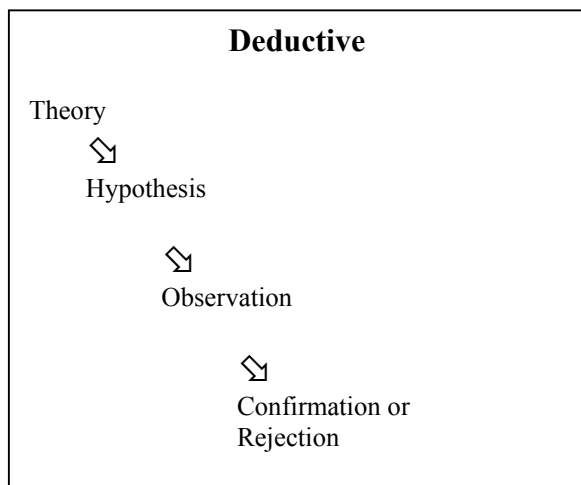 Deductive
Theory
Hypothesis
Observation
Confirmation or
Rejection